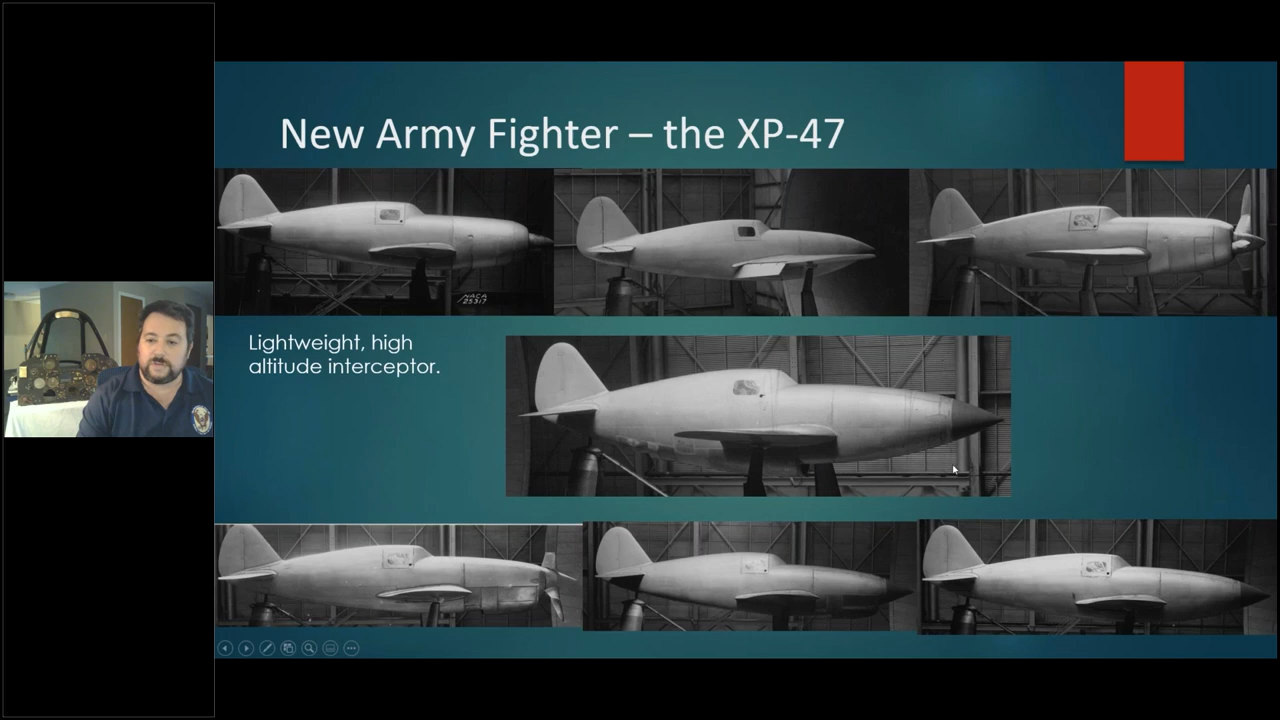 New Army Fighter – the XP-47
NACA
25317
Lightweight, high
altitude interceptor.